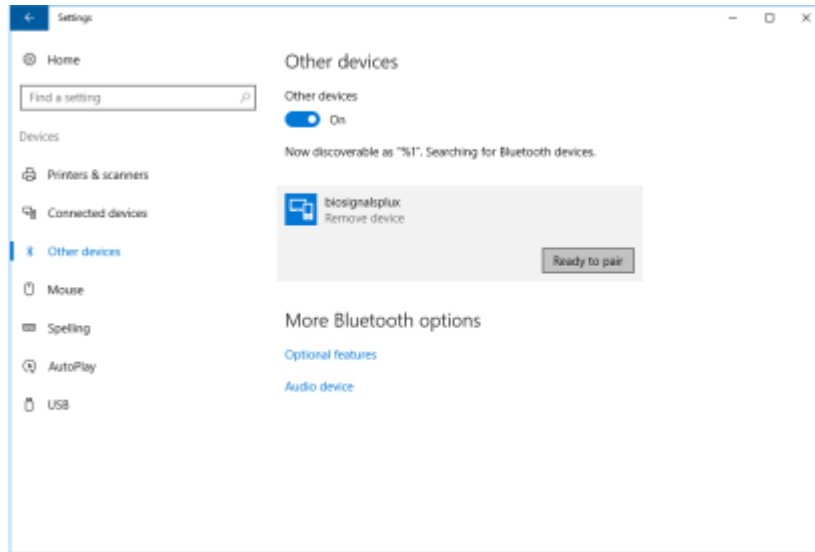 Settings
Home
Find a setting
Devices
Printers & scanners
Connected devices
Other devices
Mouse
Spelling
AutoPlay
USB
Other devices
Other devices
On
Now discoverable as "%1". Searching for Bluetooth devices.
biosignalsplux
Remove device
Ready to pair
More Bluetooth options
Optional features
Audio device